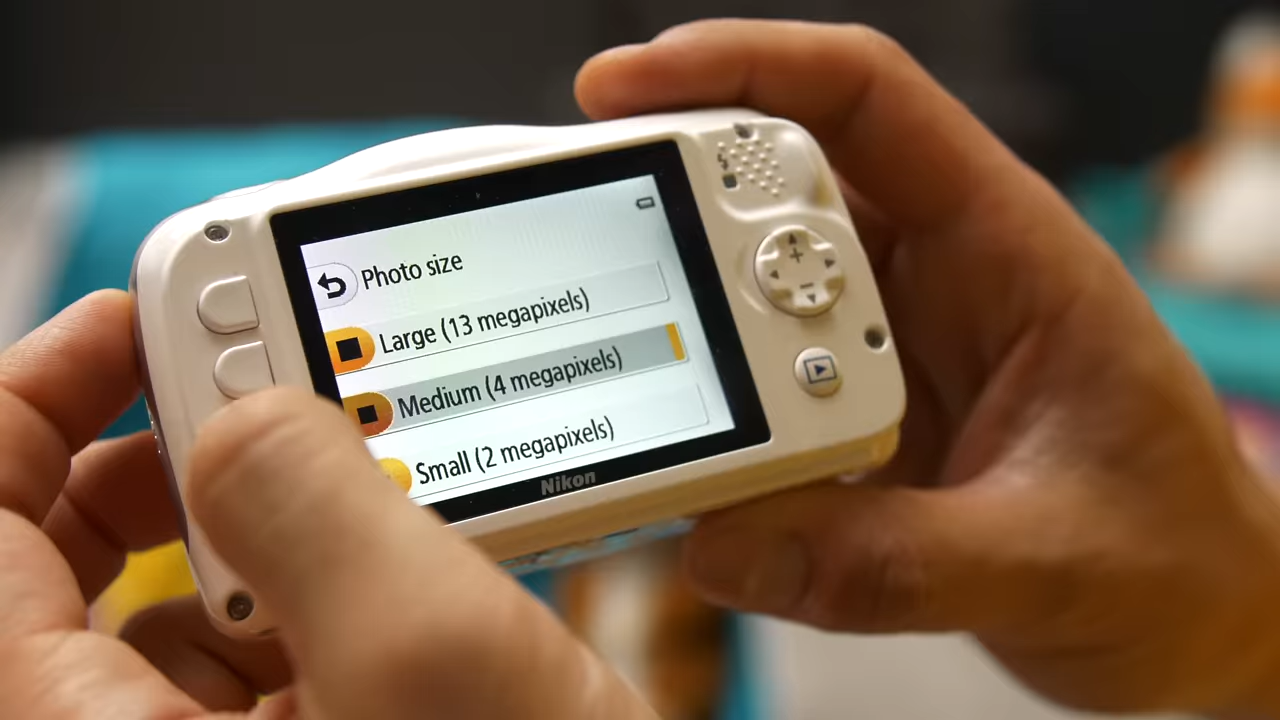 Photo size
Large (13 megapixels)
Medium (4 megapixels)
Small (2 megapixels)
Nikon